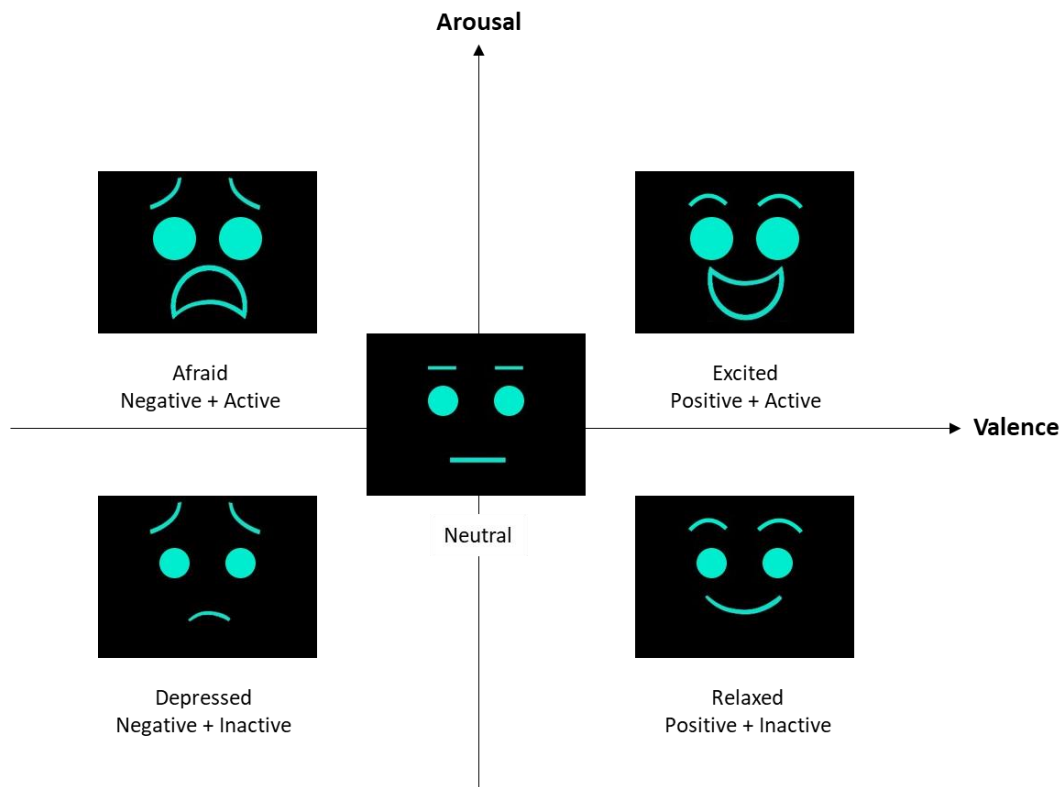 Arousal
Afraid
Negative + Active
Excited
Positive + Active
Valence
Neutral
Depressed
Negative + Inactive
Relaxed
Positive + Inactive